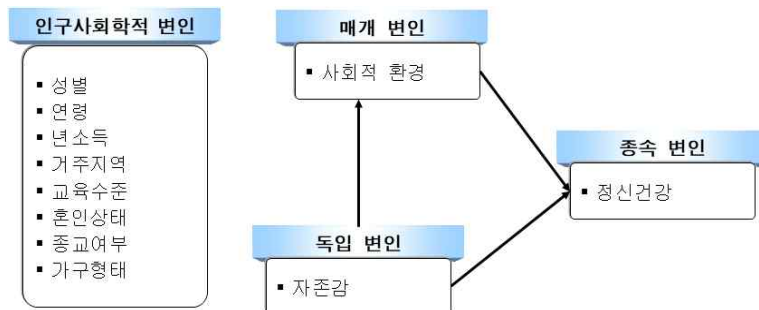 인구사회학적 변인
▪ 성별
▪ 연령
▪ 년소득
▪ 거주지역
▪ 교육수준
▪ 혼인상태
▪ 종교여부
▪ 가구형태
매개 변인
▪ 사회적 환경
종속 변인
▪ 정신건강
독립 변인
▪ 자존감